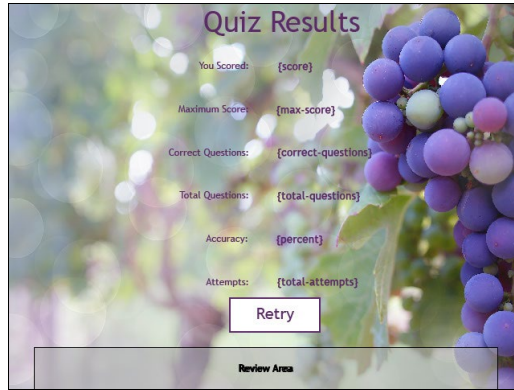 Quiz Results
You Scored: {score}
Maximum Score: {max-score}
Correct Questions: {correct-questions}
Total Questions: {total-questions}
Accuracy: {percent}
Attempts: {total-attempts}
Retry
Review Area